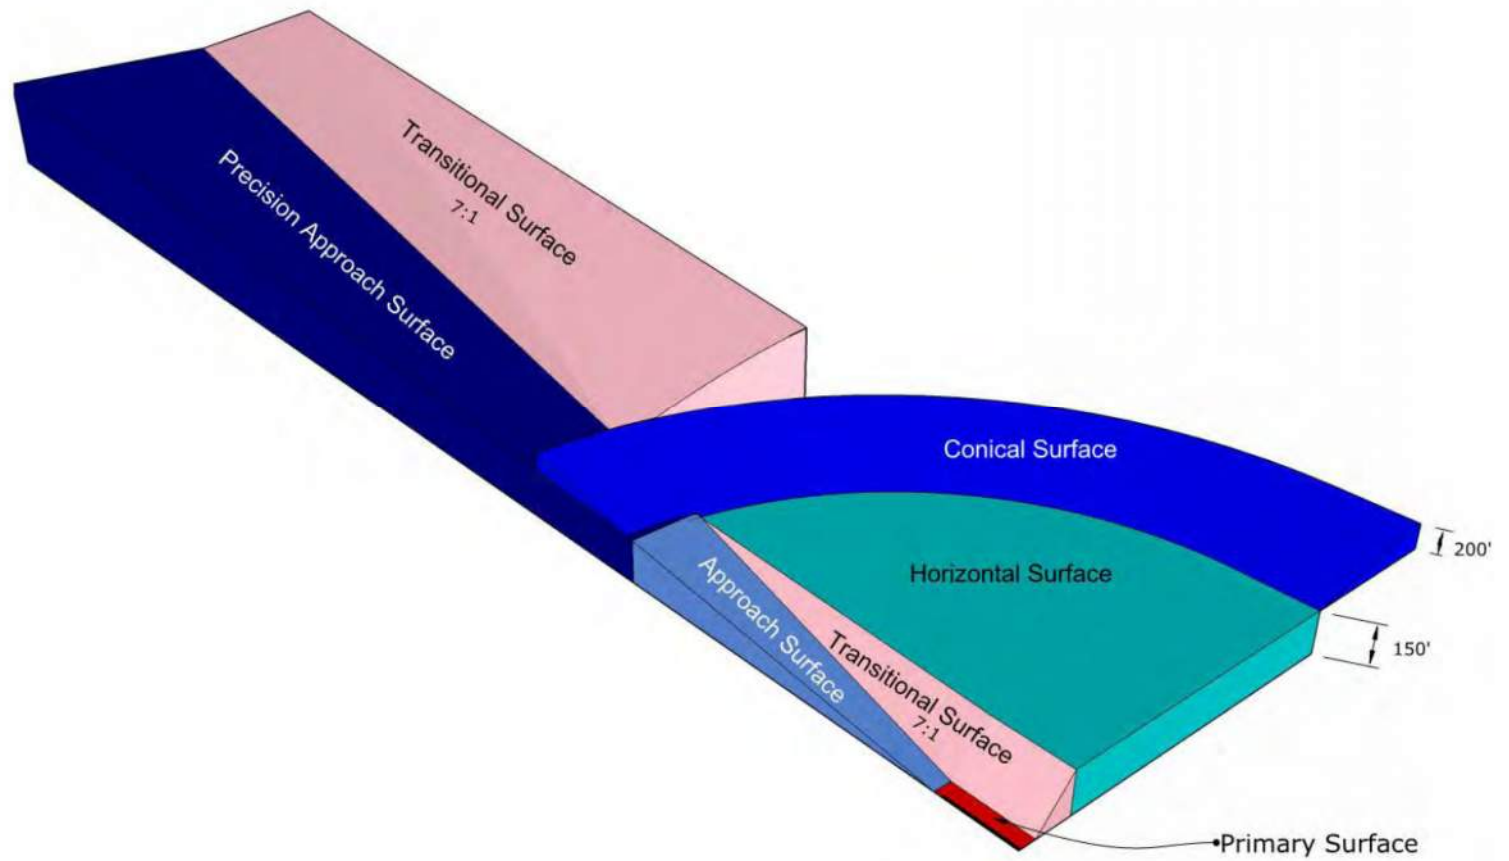 Transitional Surface
7:1
Precision Approach Surface
Conical Surface
200'
Horizontal Surface
Approach Surface
Transitional Surface
7:1
150'
Primary Surface